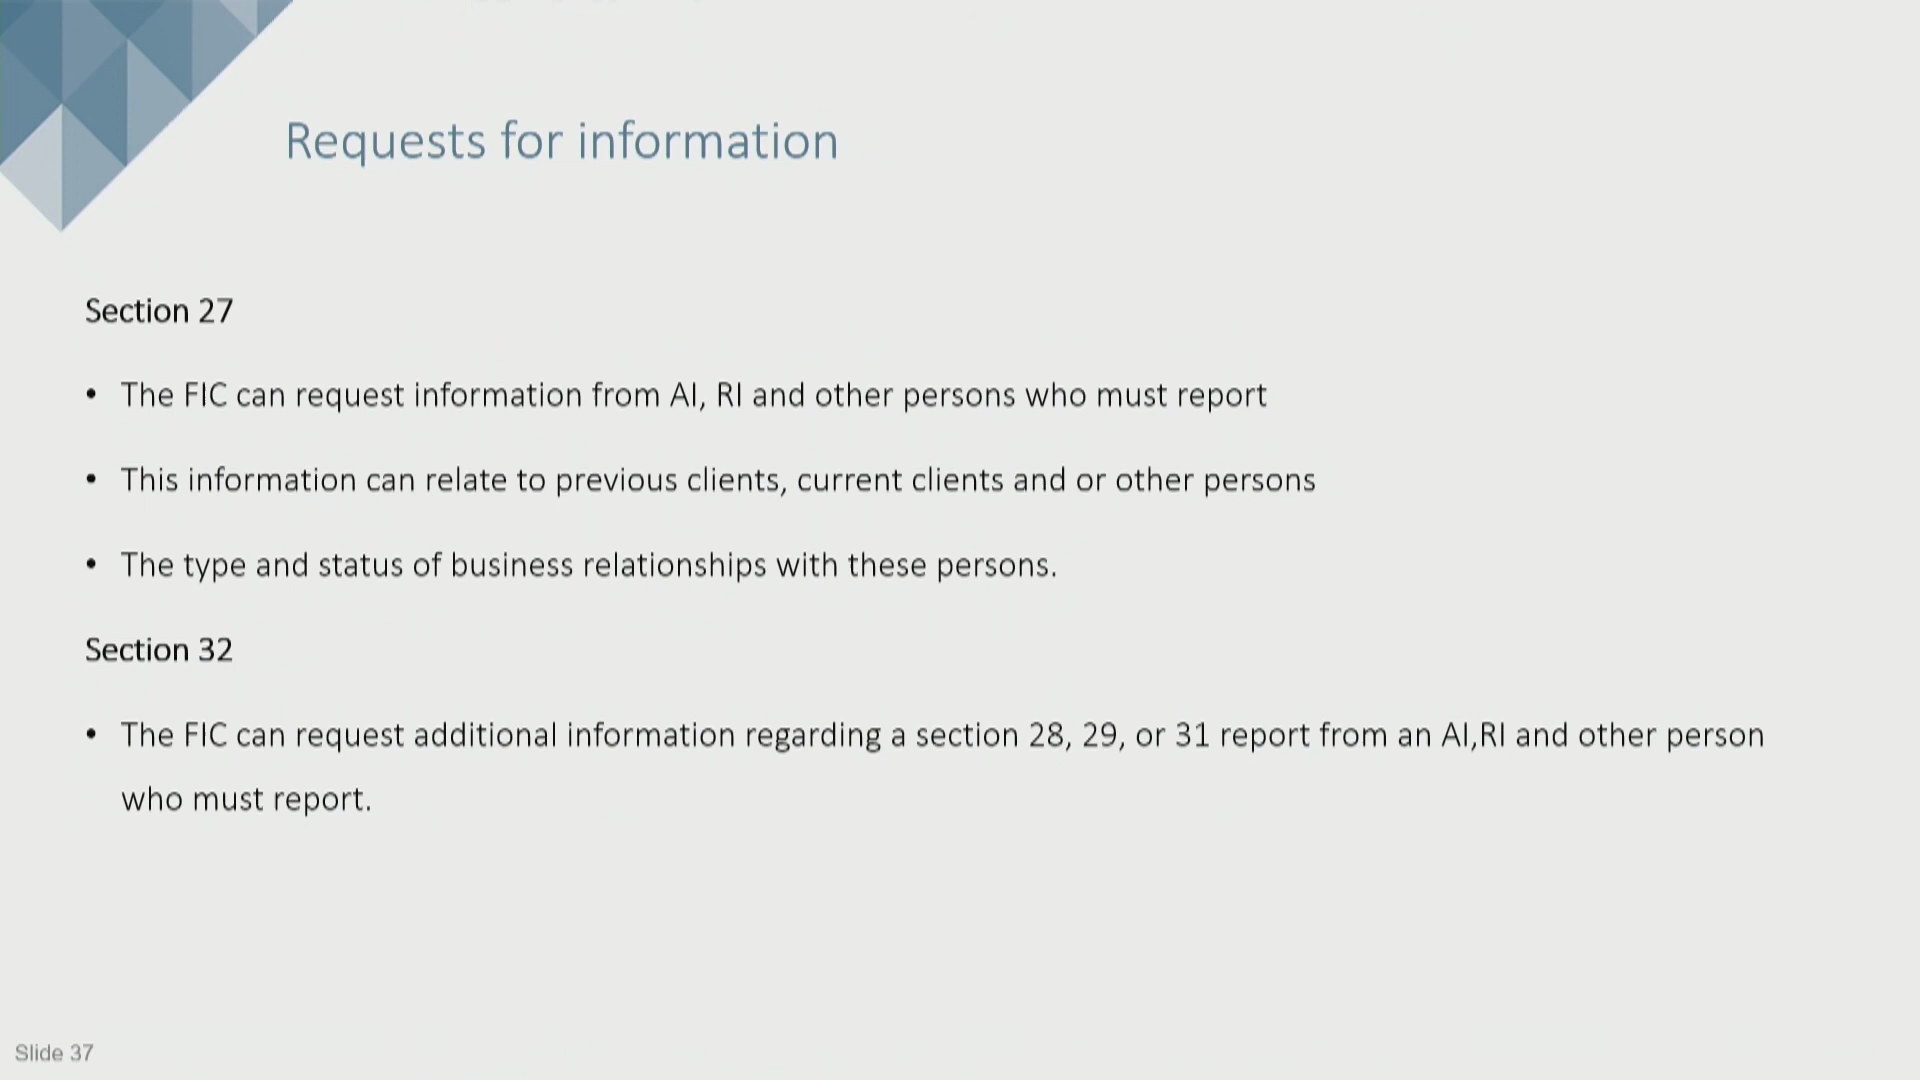 Requests for information
Section 27
• The FIC can request information from AI, RI and other persons who must report
• This information can relate to previous clients, current clients and or other persons
• The type and status of business relationships with these persons.
Section 32
• The FIC can request additional information regarding a section 28, 29, or 31 report from an AI,RI and other person
who must report.
Slide 37